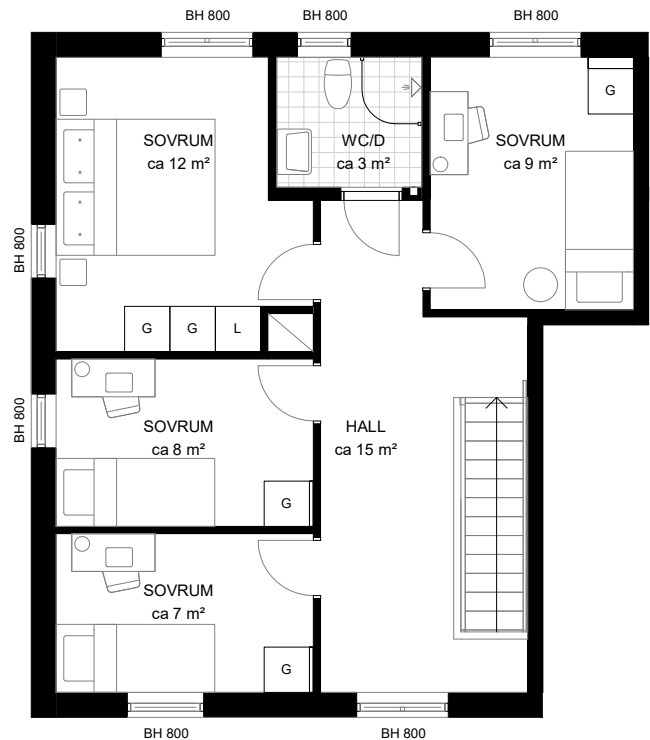 BH 800
BH 800
BH 800
G
SOVRUM
ca 12 m²
WC/D
ca 3 m²
SOVRUM
ca 9 m²
BH 800
G
G
L
BH 800
SOVRUM
ca 8 m²
HALL
ca 15 m²
G
SOVRUM
ca 7 m²
G
BH 800
BH 800